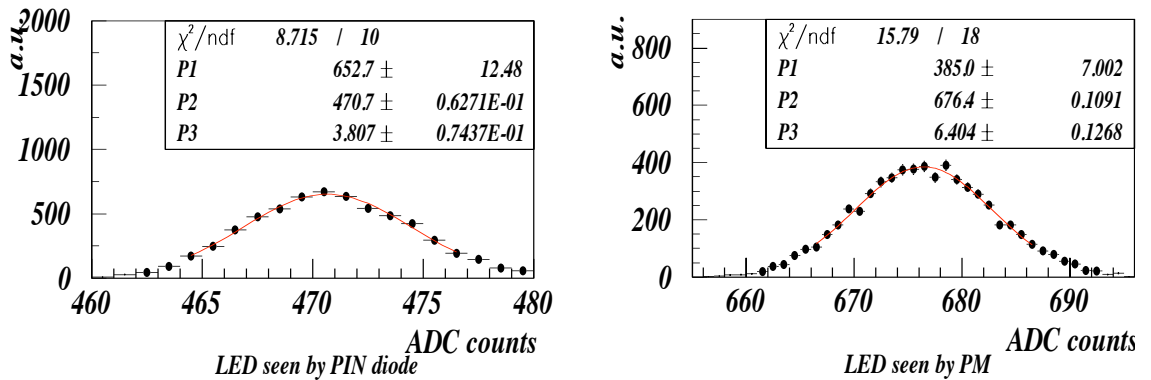 a.u.
2000
1500
1000
500
0
χ²/ndf 8.715 / 10
P1 652.7 ± 12.48
P2 470.7 ± 0.6271E-01
P3 3.807 ± 0.7437E-01
460 465 470 475 480
ADC counts
LED seen by PIN diode
a.u.
800
600
400
200
0
χ²/ndf 15.79 / 18
P1 385.0 ± 7.002
P2 676.4 ± 0.1091
P3 6.404 ± 0.1268
660 670 680 690
ADC counts
LED seen by PM